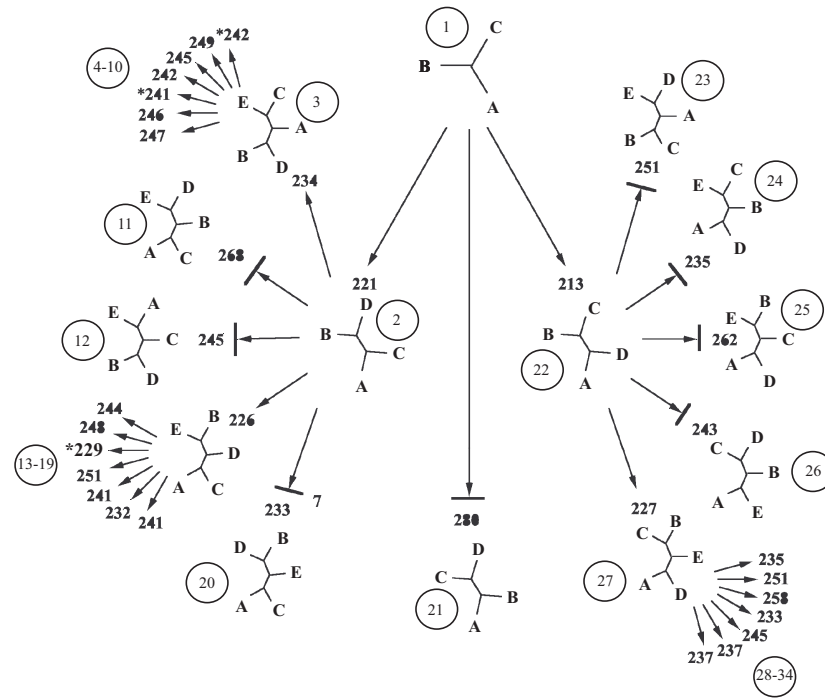 1
C
B
A
4-10
249 *242
245
242
*241
246
247
E
C
A
B
D
3
234
11
E
D
B
A
C
268
12
E
A
C
B
D
245
221
2
D
B
C
A
13-19
244
248
*229
251
241
232
241
226
E
B
D
A
C
233
7
20
D
B
E
A
C
280
21
D
C
B
A
213
22
C
B
D
A
23
E
D
A
B
C
251
24
E
C
B
A
D
235
25
E
B
C
A
D
262
243
26
C
D
B
A
E
227
27
C
B
E
A
D
235
251
258
233
245
237
237
28-34